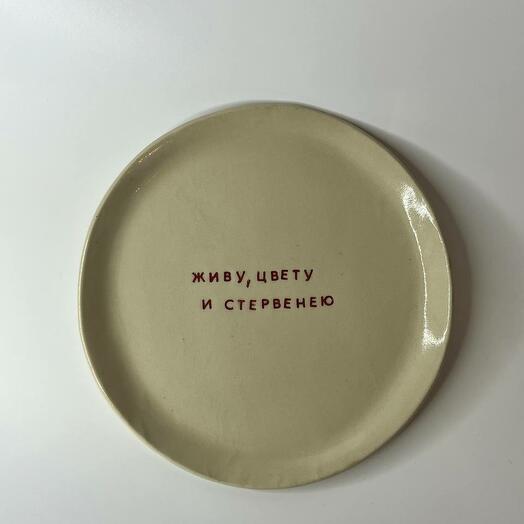 живу, цвету
и стервенею